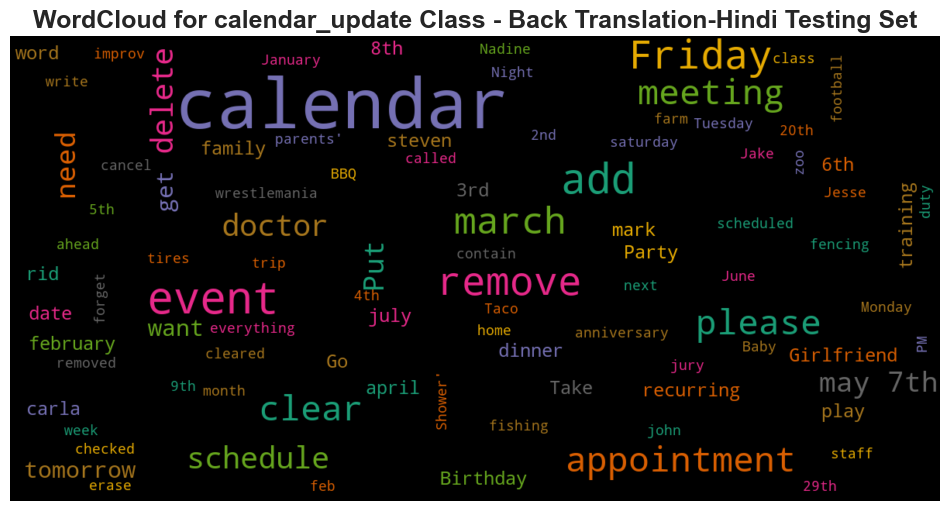 WordCloud for calendar_update Class - Back Translation-Hindi Testing Set
word
improv
January
8th
Nadine
Friday
class
write
delete
calendar
Night
meeting
football
farm
Tuesday
20th
need
family
parents'
steven
2nd
saturday
called
Jake
zoo
6th
cancel
BBQ
get
wrestlemania
3rd
add
Jesse
training
duty
5th
doctor
march
mark
scheduled
ahead
Put
contain
Party
fencing
rid
tires
trip
remove
next
June
forget
event
4th
Taco
Monday
date
want
everything
july
home
anniversary
please
PM
february
cleared
dinner
Baby
Girlfriend
removed
Go
jury
9th
month
april
Take
recurring
may 7th
carla
clear
Shower'
play
week
fishing
john
checked
schedule
appointment
staff
tomorrow
erase
feb
Birthday
29th